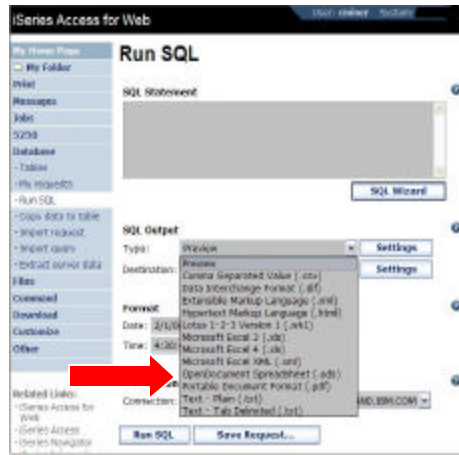 iSeries Access for Web
User: System:
My Home Page
My Folder
Print
Messages
Jobs
5250
Database
- Tables
- My requests
- Run SQL
- Copy data to table
- Import request
- Import query
- Extract server data
Files
Command
Download
Customize
Other
Related Links:
- iSeries Access for
Web
- iSeries Access
- iSeries Navigator
Run SQL
SQL Statement
SQL Wizard
SQL Output
Type: Preview Settings
Destination: Settings
Preview
Comma Separated Value (.csv)
Data Interchange Format (.dif)
Extensible Markup Language (.xml)
Hypertext Markup Language (.html)
Lotus 1-2-3 Version 1 (.wk1)
Microsoft Excel 3 (.xls)
Microsoft Excel 4 (.xls)
Microsoft Excel XML (.xml)
OpenDocument Spreadsheet (.ods)
Portable Document Format (.pdf)
Text - Plain (.txt)
Text - Tab Delimited (.txt)
Format
Date:
Time:
Connection: .IBM.COM
Run SQL Save Request...